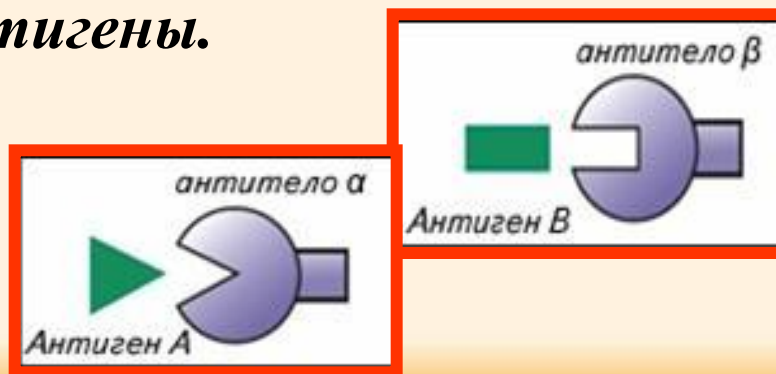 тигены.
антитело β
Антиген В
антитело α
Антиген А